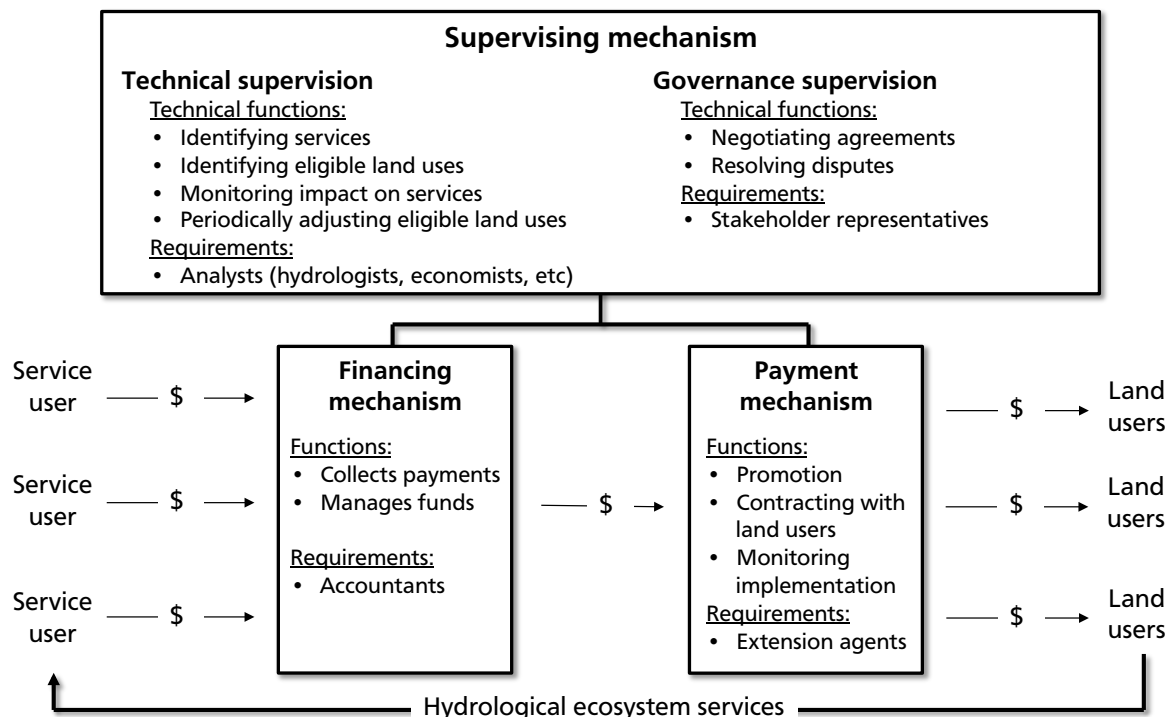 Supervising mechanism
Technical supervision
Technical functions:
• Identifying services
• Identifying eligible land uses
• Monitoring impact on services
• Periodically adjusting eligible land uses
Requirements:
• Analysts (hydrologists, economists, etc)
Governance supervision
Technical functions:
• Negotiating agreements
• Resolving disputes
Requirements:
• Stakeholder representatives
Service
user
$
Service
user
$
Service
user
$
Financing
mechanism
Functions:
• Collects payments
• Manages funds
Requirements:
• Accountants
$
Payment
mechanism
Functions:
• Promotion
• Contracting with
land users
• Monitoring
implementation
Requirements:
• Extension agents
$
Land
users
$
Land
users
$
Land
users
Hydrological ecosystem services